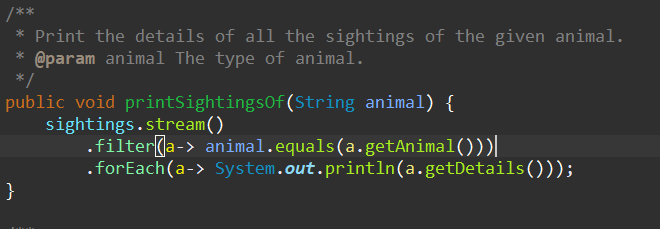 /**
 * Print the details of all the sightings of the given animal.
 * @param animal The type of animal.
 */
public void printSightingsOf(String animal) {
    sightings.stream()
        .filter(a-> animal.equals(a.getAnimal()))
        .forEach(a-> System.out.println(a.getDetails()));
}